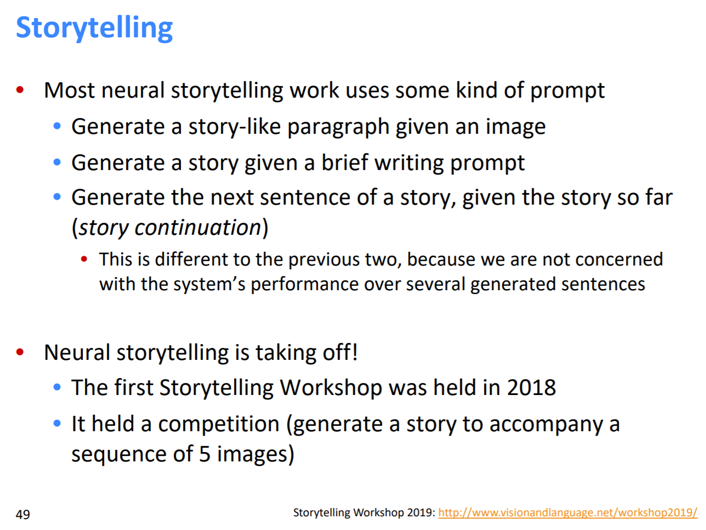 Storytelling
• Most neural storytelling work uses some kind of prompt
• Generate a story-like paragraph given an image
• Generate a story given a brief writing prompt
• Generate the next sentence of a story, given the story so far
(story continuation)
• This is different to the previous two, because we are not concerned
with the system's performance over several generated sentences
• Neural storytelling is taking off!
• The first Storytelling Workshop was held in 2018
• It held a competition (generate a story to accompany a
sequence of 5 images)
49
Storytelling Workshop 2019: http://www.visionandlanguage.net/workshop2019/